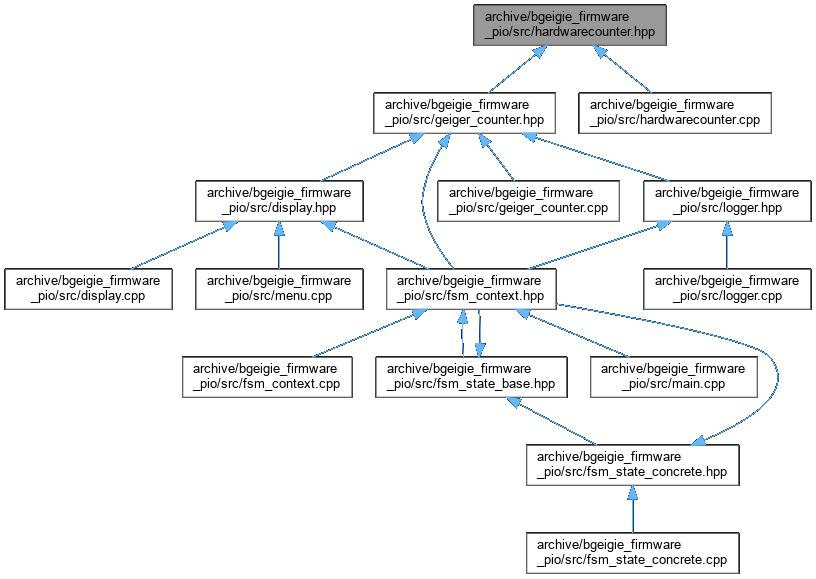 archive/bgeigie_firmware
_pio/src/hardwarecounter.hpp
archive/bgeigie_firmware
_pio/src/geiger_counter.hpp
archive/bgeigie_firmware
_pio/src/hardwarecounter.cpp
archive/bgeigie_firmware
_pio/src/display.hpp
archive/bgeigie_firmware
_pio/src/geiger_counter.cpp
archive/bgeigie_firmware
_pio/src/logger.hpp
archive/bgeigie_firmware
_pio/src/display.cpp
archive/bgeigie_firmware
_pio/src/menu.cpp
archive/bgeigie_firmware
_pio/src/fsm_context.hpp
archive/bgeigie_firmware
_pio/src/logger.cpp
archive/bgeigie_firmware
_pio/src/fsm_context.cpp
archive/bgeigie_firmware
_pio/src/fsm_state_base.hpp
archive/bgeigie_firmware
_pio/src/main.cpp
archive/bgeigie_firmware
_pio/src/fsm_state_concrete.hpp
archive/bgeigie_firmware
_pio/src/fsm_state_concrete.cpp